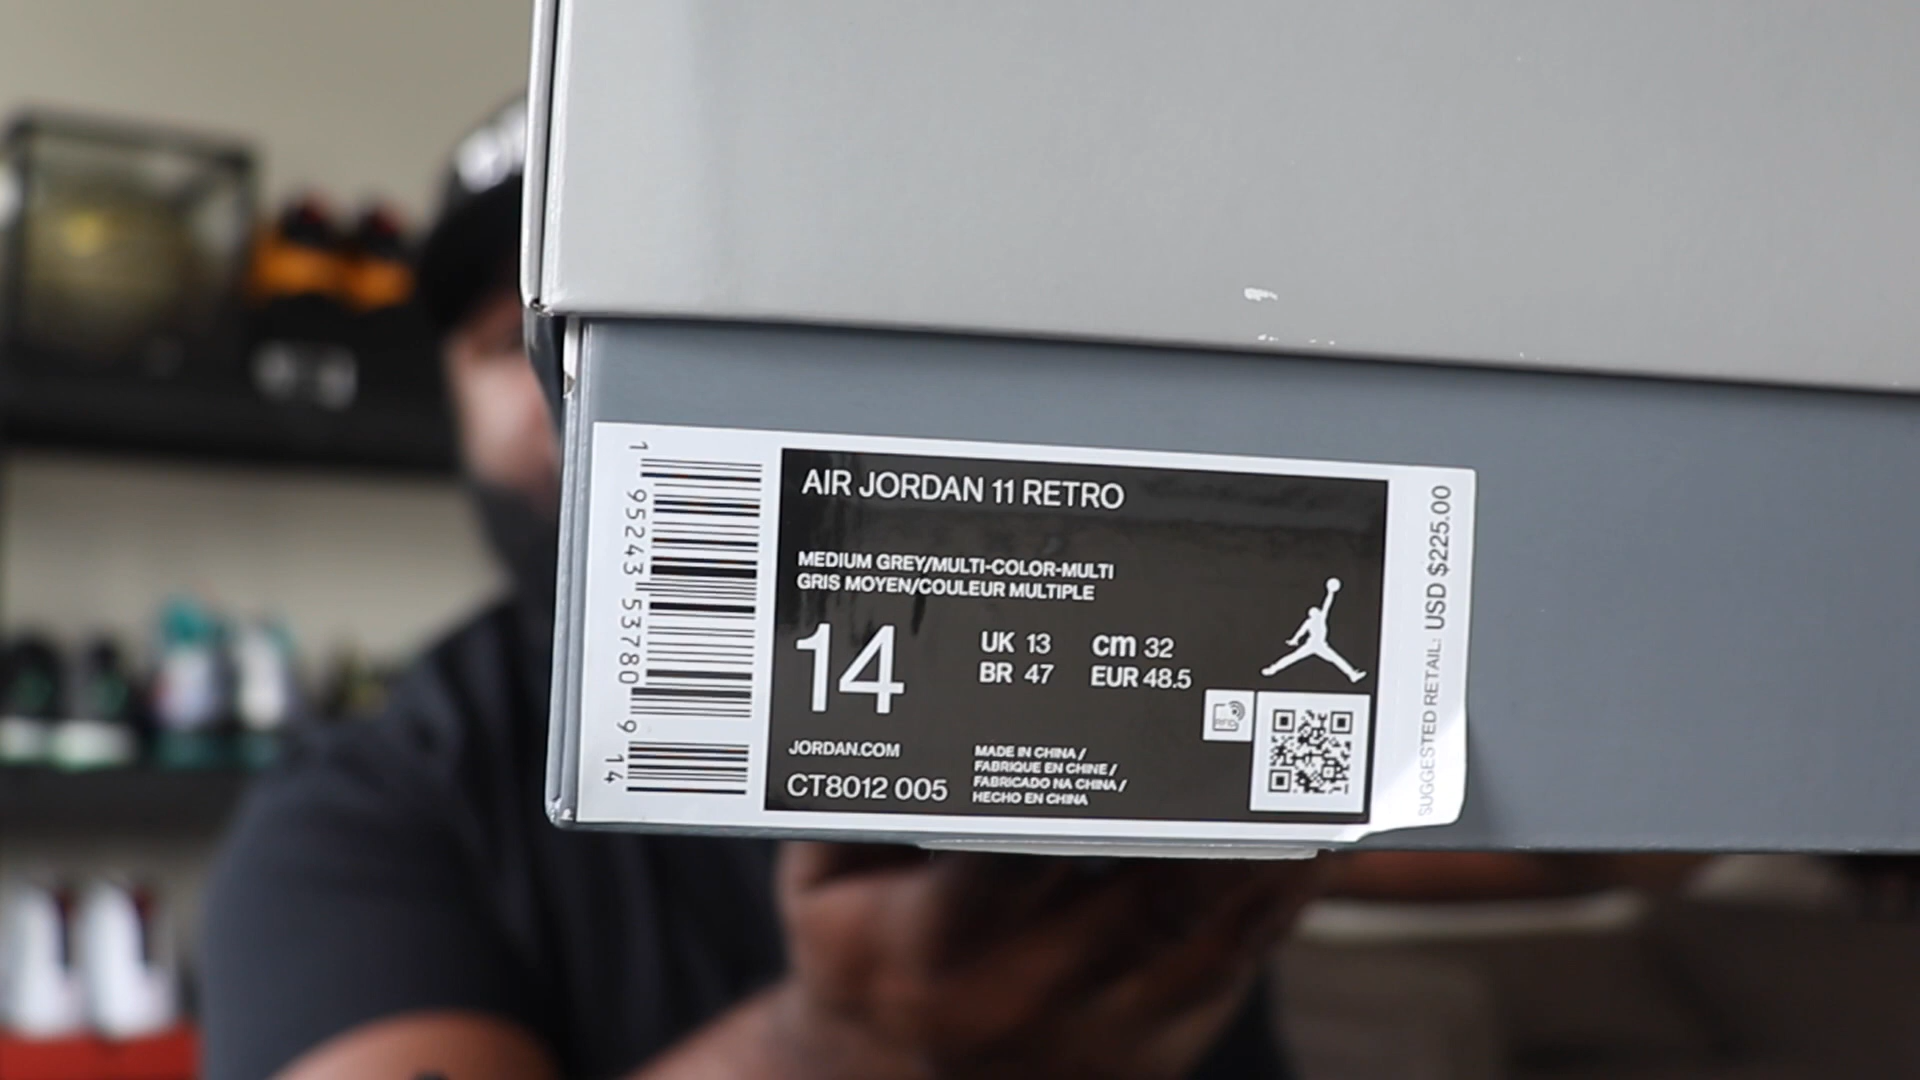 AIR JORDAN 11 RETRO
MEDIUM GREY/MULTI-COLOR-MULTI
GRIS MOYEN/COULEUR MULTIPLE
14
UK 13 cm 32
BR 47 EUR 48.5
JORDAN.COM
CT8012 005
MADE IN CHINA /
FABRIQUE EN CHINE /
FABRICADO NA CHINA /
HECHO EN CHINA
RFID
SUGGESTED RETAIL: USD $225.00
1 95243 53780 9 14